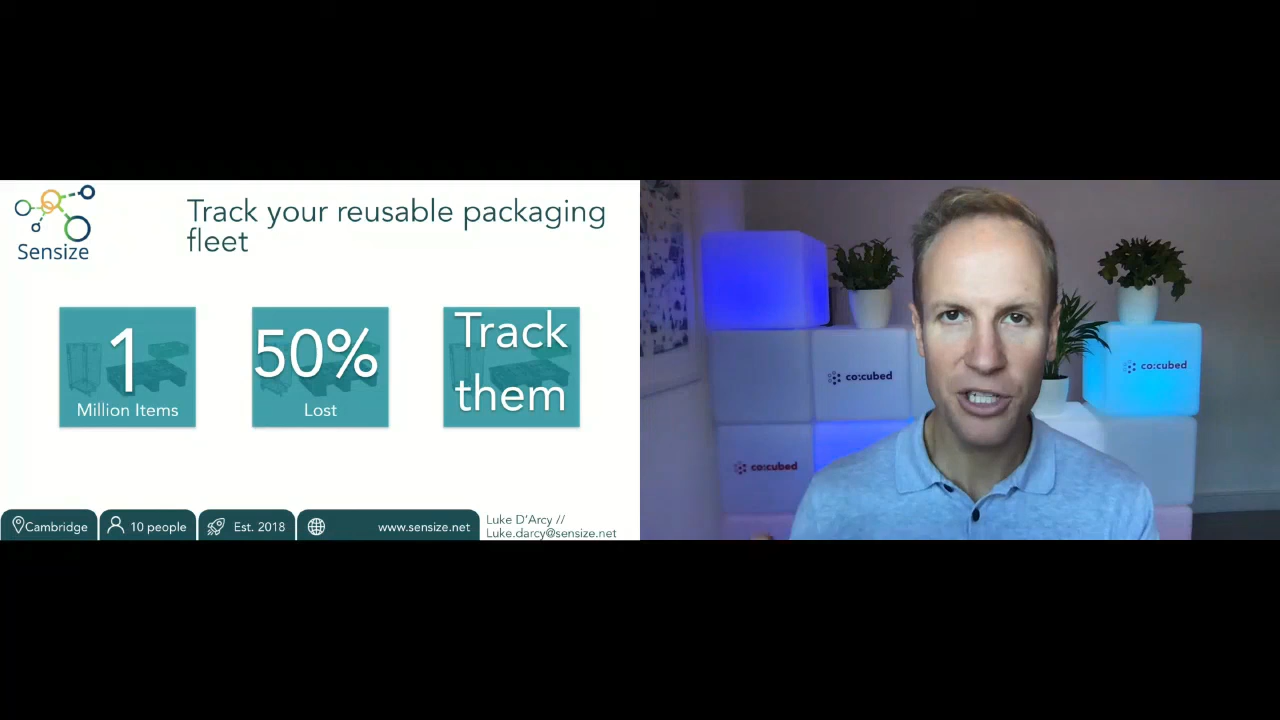 Sensize
Track your reusable packaging
fleet
1
Million Items
50%
Lost
Track
them
Cambridge
10 people
Est. 2018
www.sensize.net
Luke D'Arcy //
Luke.darcy@sensize.net
co:cubed
co:cubed
co:cubed